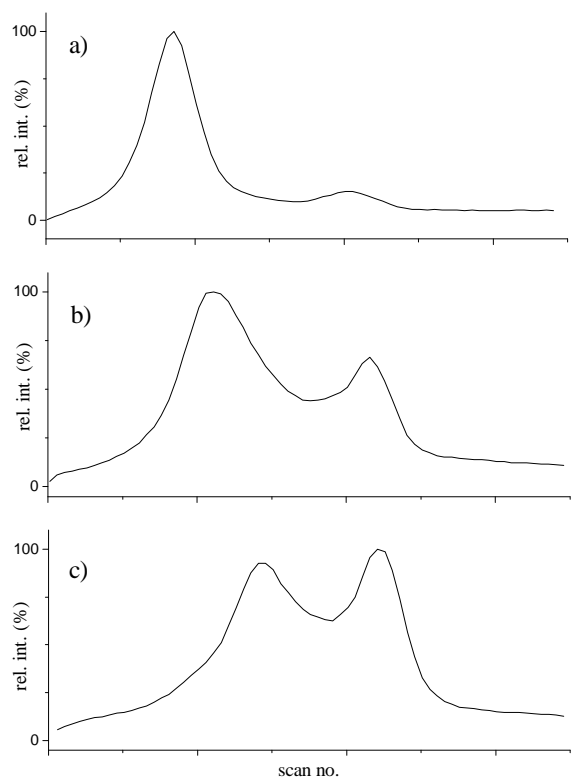 a)
100
rel. int. (%)
0
b)
100
rel. int. (%)
0
c)
100
rel. int. (%)
0
scan no.